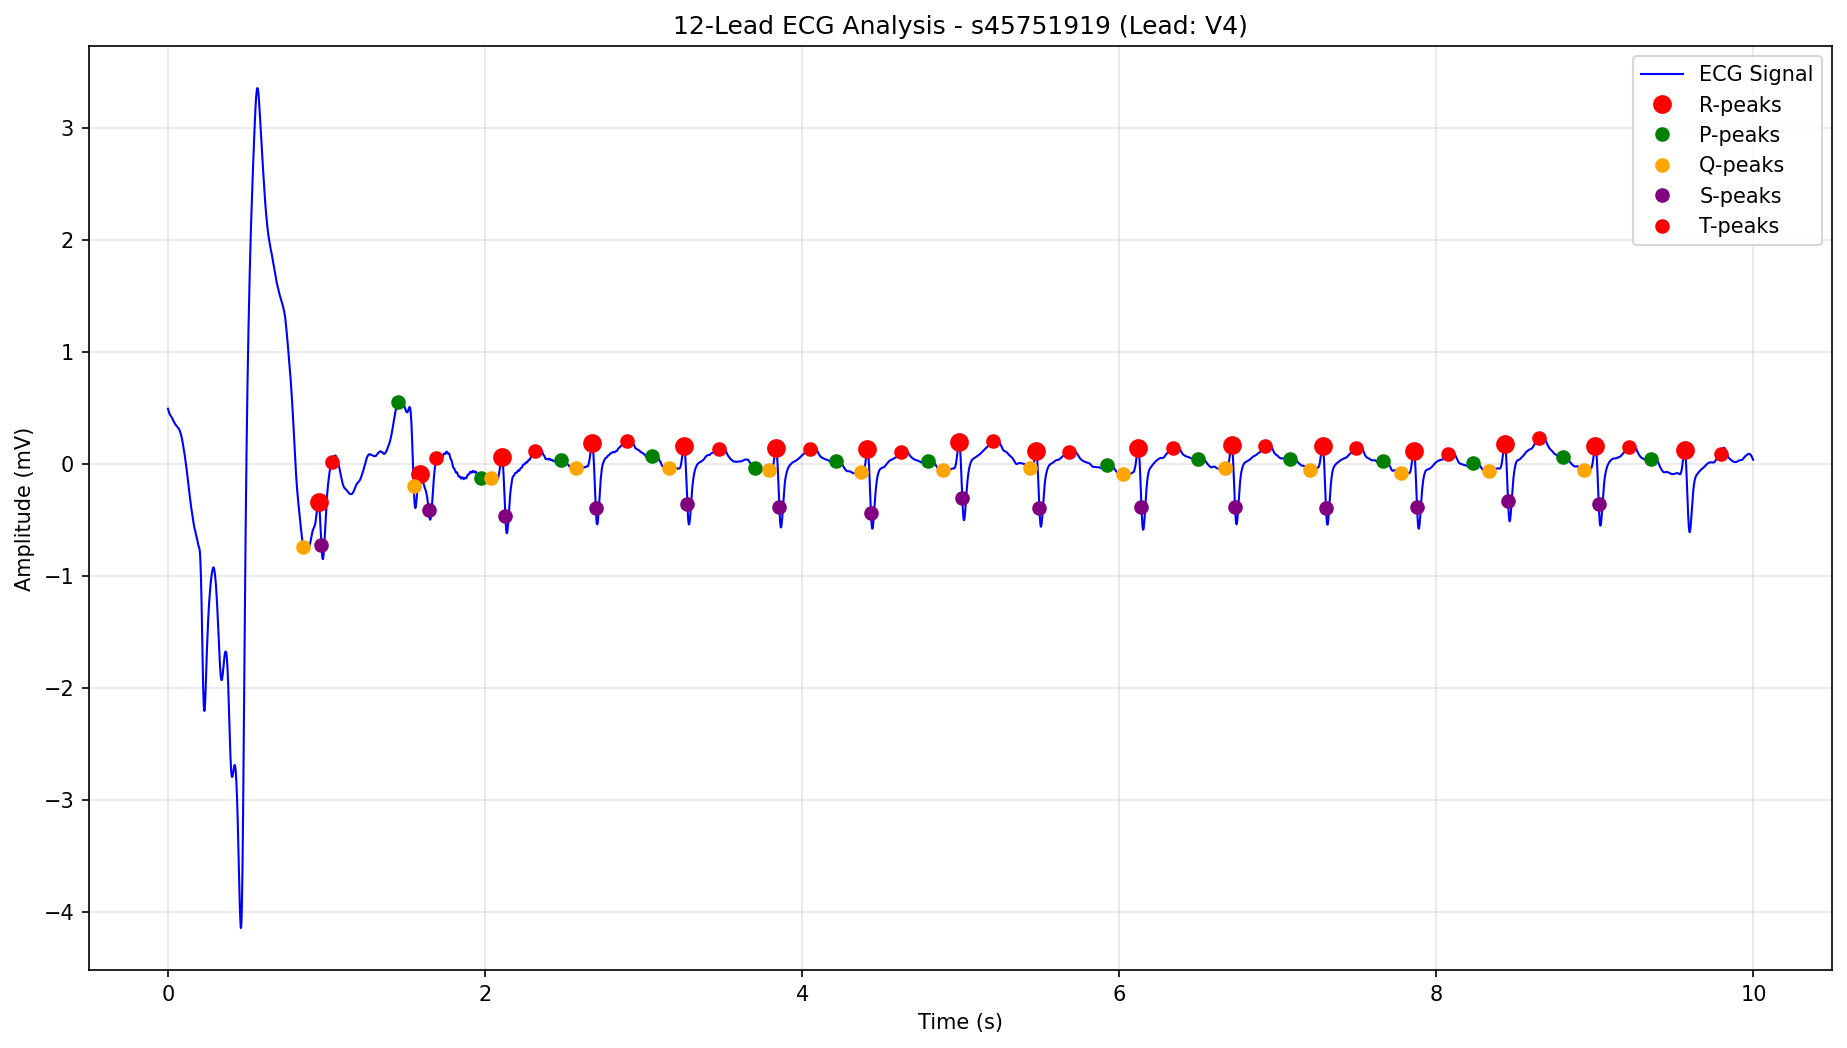 12-Lead ECG Analysis - s45751919 (Lead: V4)
ECG Signal
R-peaks
P-peaks
Q-peaks
S-peaks
T-peaks
Amplitude (mV)
3
2
1
0
−1
−2
−3
−4
0 2 4 6 8 10
Time (s)